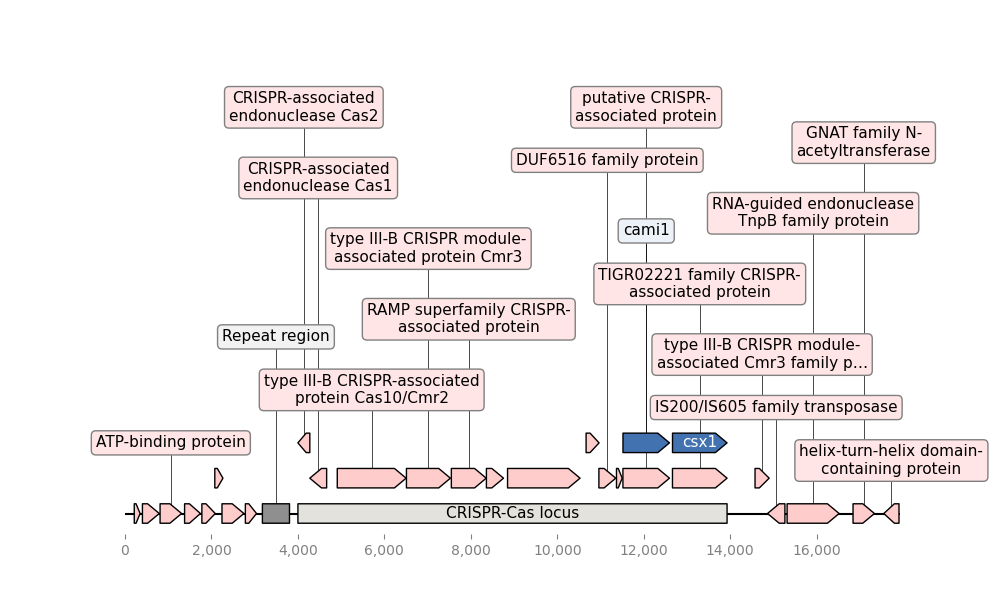 CRISPR-associated
endonuclease Cas2
putative CRISPR-
associated protein
GNAT family N-
acetyltransferase
DUF6516 family protein
CRISPR-associated
endonuclease Cas1
RNA-guided endonuclease
TnpB family protein
cami1
type III-B CRISPR module-
associated protein Cmr3
TIGR02221 family CRISPR-
associated protein
RAMP superfamily CRISPR-
associated protein
Repeat region
type III-B CRISPR module-
associated Cmr3 family p...
type III-B CRISPR-associated
protein Cas10/Cmr2
IS200/IS605 family transposase
ATP-binding protein
csx1
helix-turn-helix domain-
containing protein
CRISPR-Cas locus
0 2,000 4,000 6,000 8,000 10,000 12,000 14,000 16,000